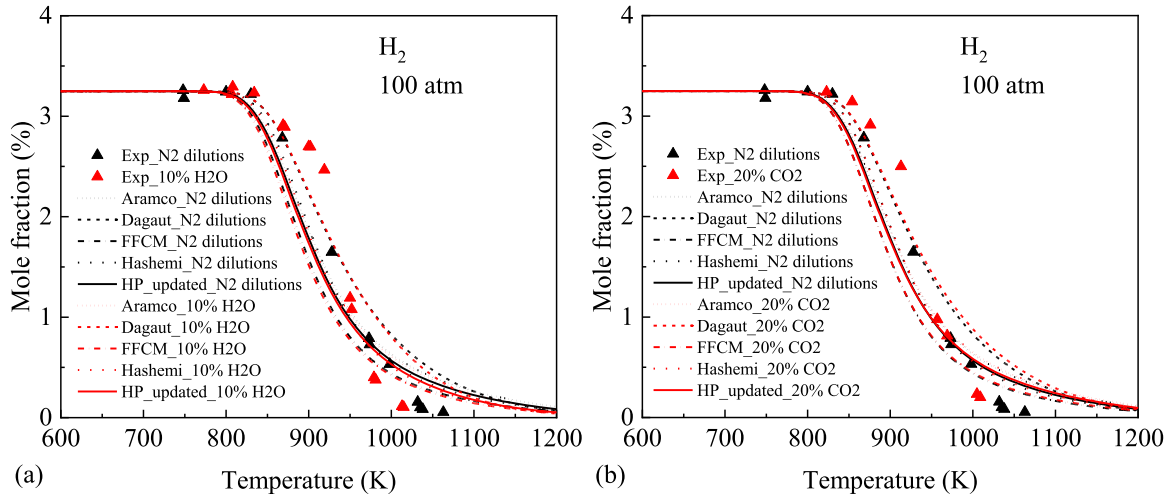 4
3
2
1
0
Mole fraction (%)
H2
100 atm
Exp_N2 dilutions
Exp_10% H2O
Aramco_N2 dilutions
Dagaut_N2 dilutions
FFCM_N2 dilutions
Hashemi_N2 dilutions
HP_updated_N2 dilutions
Aramco_10% H2O
Dagaut_10% H2O
FFCM_10% H2O
Hashemi_10% H2O
HP_updated_10% H2O
600 700 800 900 1000 1100 1200
(a) Temperature (K)
4
3
2
1
0
Mole fraction (%)
H2
100 atm
Exp_N2 dilutions
Exp_20% CO2
Aramco_N2 dilutions
Dagaut_N2 dilutions
FFCM_N2 dilutions
Hashemi_N2 dilutions
HP_updated_N2 dilutions
Aramco_20% CO2
Dagaut_20% CO2
FFCM_20% CO2
Hashemi_20% CO2
HP_updated_20% CO2
600 700 800 900 1000 1100 1200
(b) Temperature (K)